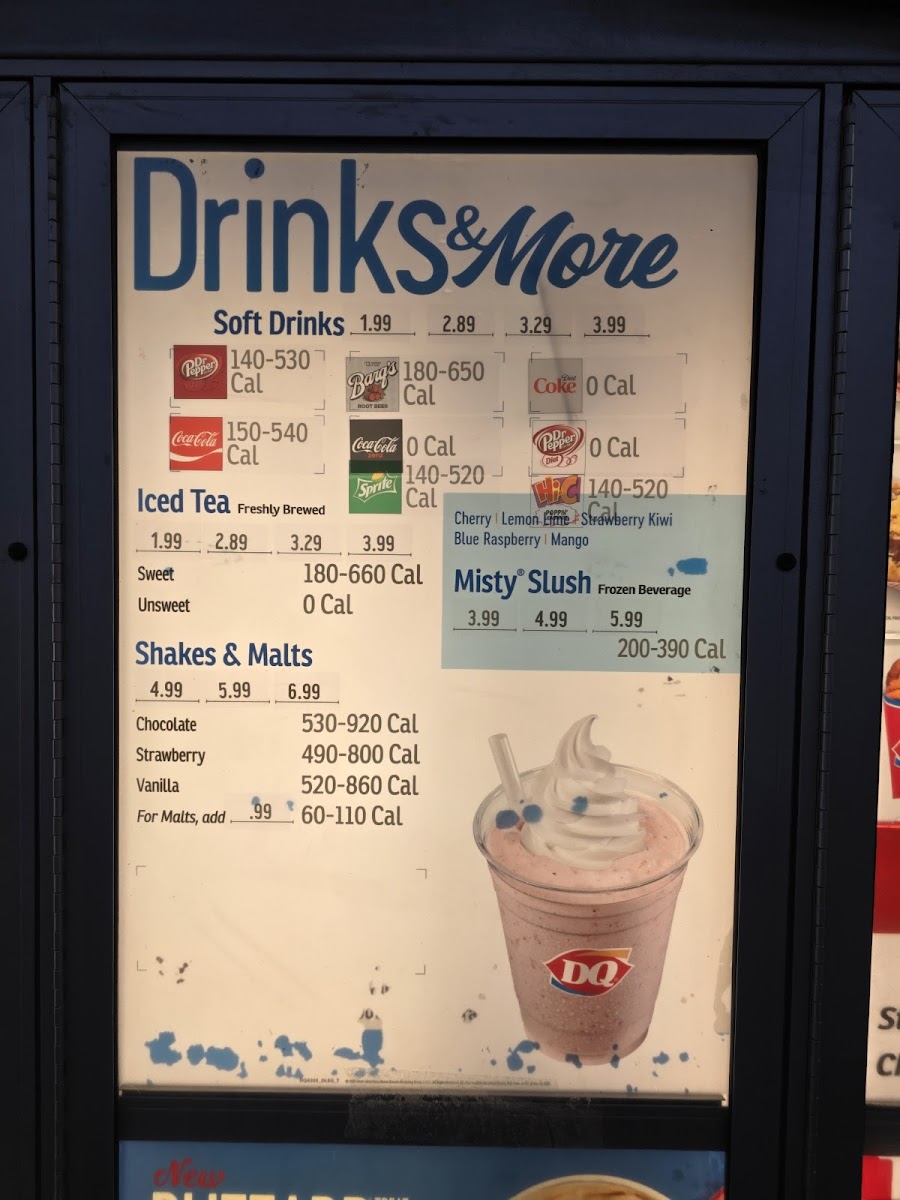 Drinks & More
Soft Drinks 1.99 2.89 3.29 3.99
Dr Pepper 140-530 Cal
Barq's ROOT BEER 180-650 Cal
Diet Coke 0 Cal
Coca-Cola 150-540 Cal
Coca-Cola ZERO 0 Cal
Dr Pepper Diet 0 Cal
Sprite 140-520 Cal
HI-C POPPIN' 140-520 Cal
Iced Tea Freshly Brewed
1.99 2.89 3.29 3.99
Sweet 180-660 Cal
Unsweet 0 Cal
Cherry | Lemon Lime | Strawberry Kiwi
Blue Raspberry | Mango
Misty® Slush Frozen Beverage
3.99 4.99 5.99
200-390 Cal
Shakes & Malts
4.99 5.99 6.99
Chocolate 530-920 Cal
Strawberry 490-800 Cal
Vanilla 520-860 Cal
For Malts, add .99 60-110 Cal
DQ
New